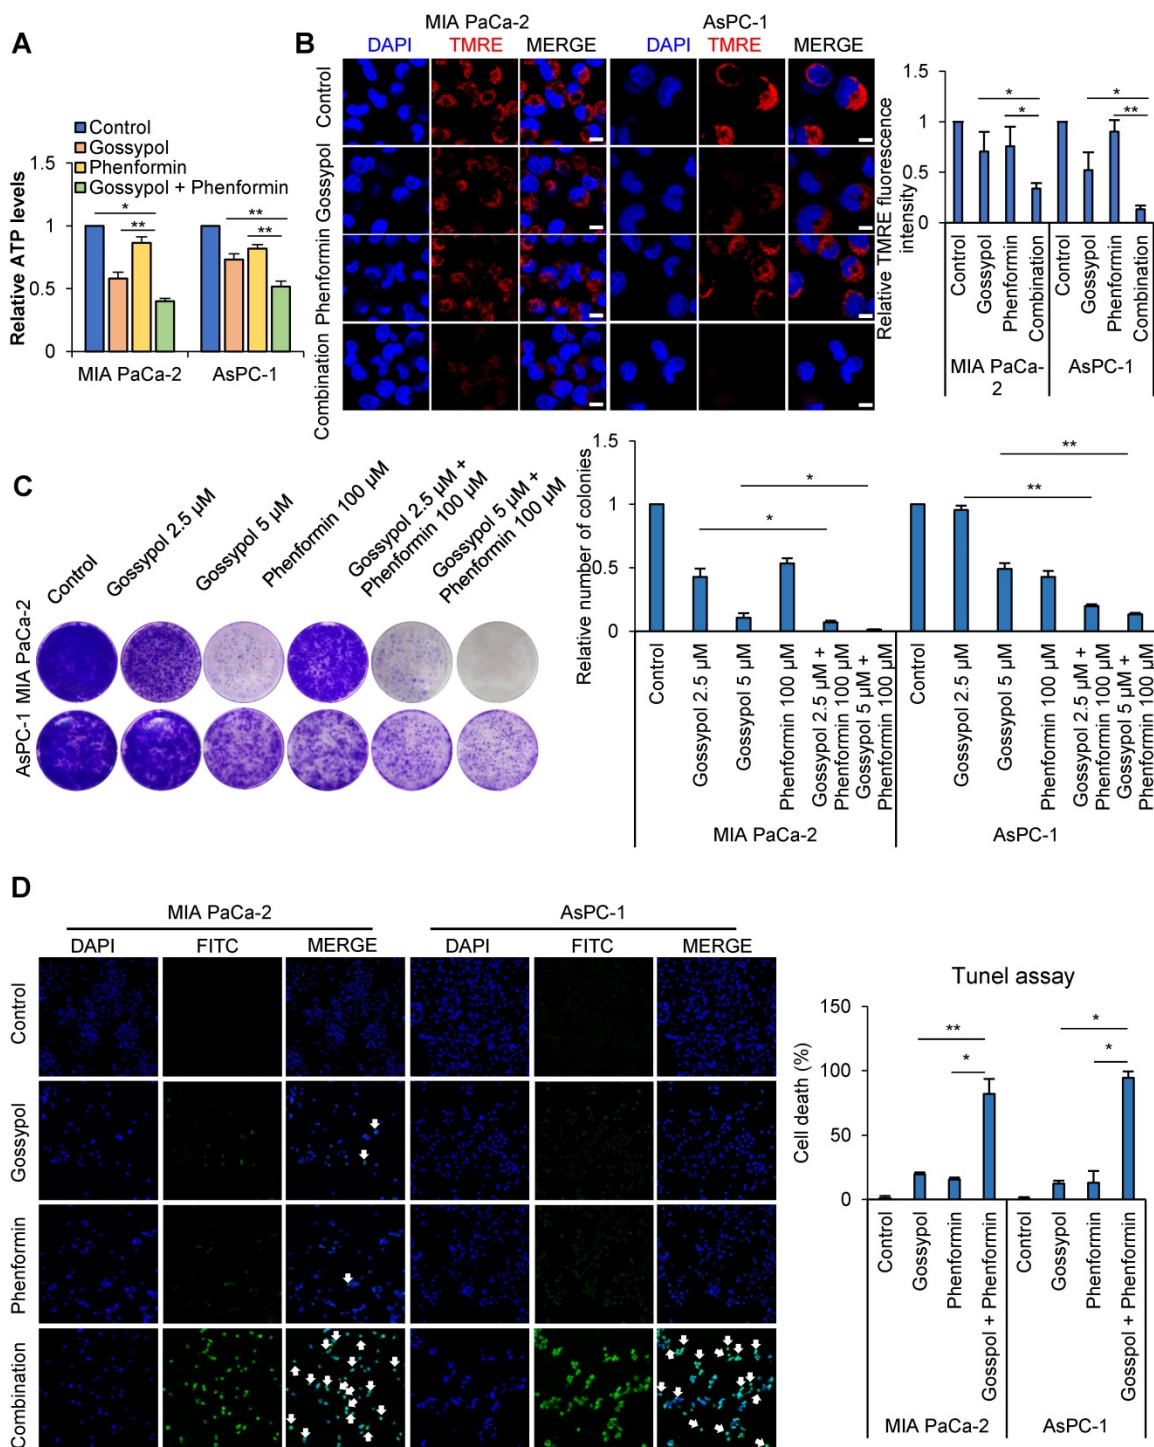 A
Control
Gossypol
Phenformin
Gossypol + Phenformin
Relative ATP levels
1.5
1
0.5
0
* ** ** **
MIA PaCa-2 AsPC-1
B
MIA PaCa-2 AsPC-1
DAPI TMRE MERGE DAPI TMRE MERGE
Control
Gossypol
Phenformin
Combination
Relative TMRE fluorescence
intensity
1.5
1
0.5
0
* * * **
Control Gossypol Phenformin Combination Control Gossypol Phenformin Combination
MIA PaCa-
2
AsPC-1
C
Control
Gossypol 2.5 µM
Gossypol 5 µM
Phenformin 100 µM
Gossypol 2.5 µM +
Phenformin 100 µM
Gossypol 5 µM +
Phenformin 100 µM
MIA PaCa-2
AsPC-1
Relative number of colonies
1.5
1
0.5
0
* * ** **
Control
Gossypol 2.5 µM
Gossypol 5 µM
Phenformin 100 µM
Gossypol 2.5 µM +
Phenformin 100 µM
Gossypol 5 µM +
Phenformin 100 µM
Control
Gossypol 2.5 µM
Gossypol 5 µM
Phenformin 100 µM
Gossypol 2.5 µM +
Phenformin 100 µM
Gossypol 5 µM +
Phenformin 100 µM
MIA PaCa-2 AsPC-1
D
MIA PaCa-2 AsPC-1
DAPI FITC MERGE DAPI FITC MERGE
Control
Gossypol
Phenformin
Combination
Tunel assay
Cell death (%)
150
100
50
0
** * * *
Control
Gossypol
Phenformin
Gosspol + Phenformin
Control
Gossypol
Phenformin
Gosspol + Phenformin
MIA PaCa-2 AsPC-1